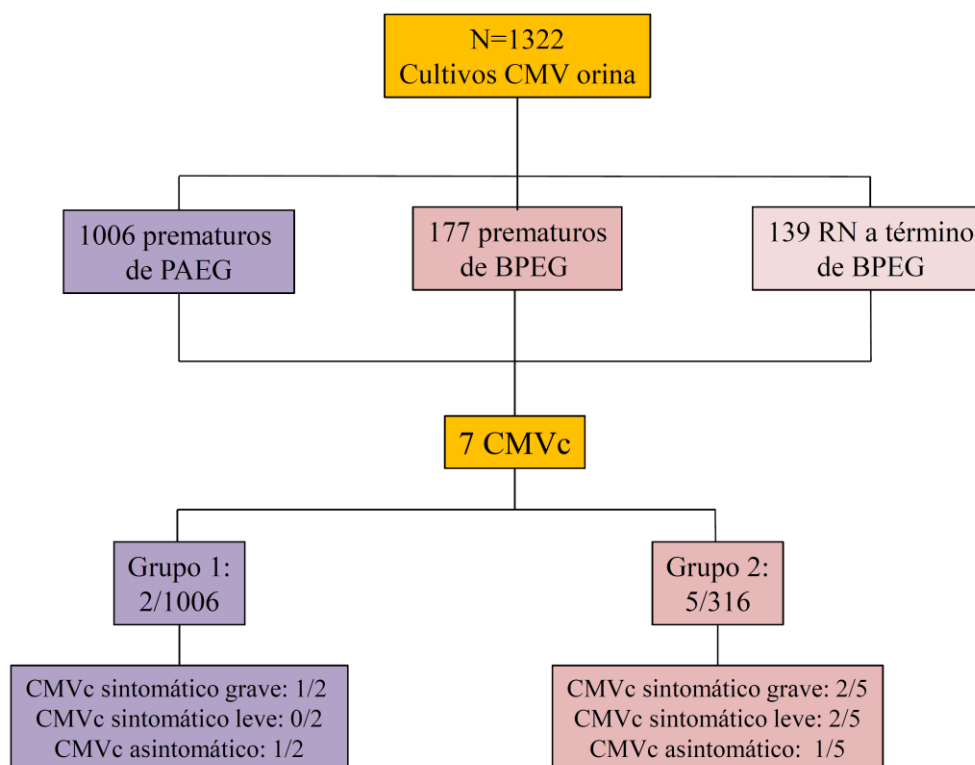 N=1322
Cultivos CMV orina
1006 prematuros
de PAEG
177 prematuros
de BPEG
139 RN a término
de BPEG
7 CMVc
Grupo 1:
2/1006
Grupo 2:
5/316
CMVc sintomático grave: 1/2
CMVc sintomático leve: 0/2
CMVc asintomático: 1/2
CMVc sintomático grave: 2/5
CMVc sintomático leve: 2/5
CMVc asintomático: 1/5